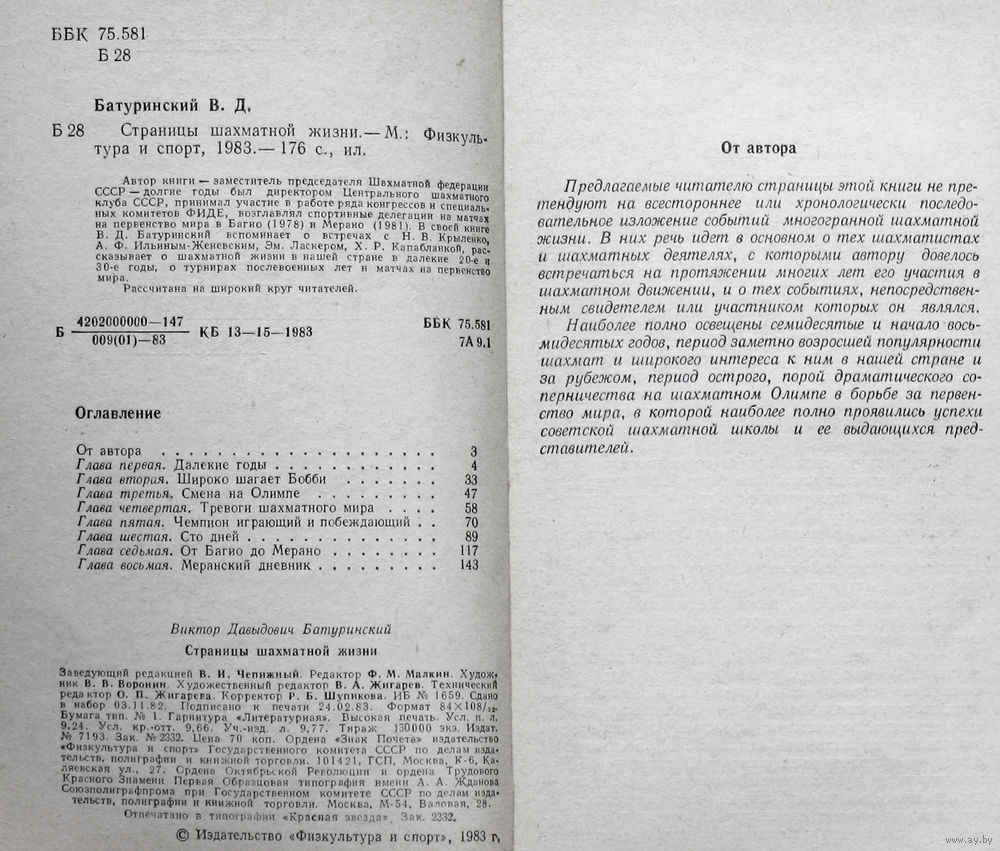 ББК 75.581
Б 28
Батуринский В. Д.
Б 28 Страницы шахматной жизни.— М.: Физкуль-
тура и спорт, 1983.— 176 с., ил.
Автор книги — заместитель председателя Шахматной федерации
СССР — долгие годы был директором Центрального шахматного
клуба СССР, принимал участие в работе ряда конгрессов и специаль-
ных комитетов ФИДЕ, возглавлял спортивные делегации на матчах
на первенство мира в Багио (1978) и Мерано (1981). В своей книге
В. Д. Батуринский вспоминает о встречах с Н. В. Крыленко,
А. Ф. Ильиным-Женевским, Эм. Ласкером, Х. Р. Капабланкой, рас-
сказывает о шахматной жизни в нашей стране в далекие 20-е и
30-е годы, о турнирах послевоенных лет и матчах на первенство
мира.
Рассчитана на широкий круг читателей.
Б 4202000000—147
009(01)—83 КБ 13—15—1983
ББК 75.581
7А 9.1
Оглавление
От автора . . . . . . . . . . . . . . . . . . . . 3
Глава первая. Далекие годы . . . . . . . . . . . . 4
Глава вторая. Широко шагает Бобби . . . . . . . 33
Глава третья. Смена на Олимпе . . . . . . . . . 47
Глава четвертая. Тревоги шахматного мира . . . . 58
Глава пятая. Чемпион играющий и побеждающий . . 70
Глава шестая. Сто дней . . . . . . . . . . . . . 89
Глава седьмая. От Багио до Мерано . . . . . . . . 117
Глава восьмая. Меранский дневник . . . . . . . . . 143
Виктор Давыдович Батуринский
Страницы шахматной жизни
Заведующий редакцией В. И. Чепижный. Редактор Ф. М. Малкин. Худож-
ник В. В. Воронин. Художественный редактор В. А. Жигарев. Технический
редактор О. П. Жигарева. Корректор Р. Б. Шупикова. ИБ № 1659. Сдано
в набор 03.11.82. Подписано к печати 24.02.83. Формат 84×108/32.
Бумага тип. № 1. Гарнитура «Литературная». Высокая печать. Усл. п. л.
9,24. Усл. кр.-отт. 9,66. Уч.-изд. л. 9,77. Тираж 130 000 экз. Издат.
№ 7193. Зак. № 2332. Цена 70 коп. Ордена «Знак Почета» издательство
«Физкультура и спорт» Государственного комитета СССР по делам изда-
тельств, полиграфии и книжной торговли. 101421, ГСП, Москва, К-6, Ка-
ляевская ул., 27. Ордена Октябрьской Революции и ордена Трудового
Красного Знамени Первая Образцовая типография имени А. А. Жданова
Союзполиграфпрома при Государственном комитете СССР по делам изда-
тельств, полиграфии и книжной торговли. Москва, М-54, Валовая, 28.
Отпечатано в типографии «Красная звезда». Зак. 2332.
© Издательство «Физкультура и спорт», 1983 г.
От автора
Предлагаемые читателю страницы этой книги не пре-
тендуют на всестороннее или хронологически последо-
вательное изложение событий многогранной шахматной
жизни. В них речь идет в основном о тех шахматистах
и шахматных деятелях, с которыми автору довелось
встречаться на протяжении многих лет его участия в
шахматном движении, и о тех событиях, непосредствен-
ным свидетелем или участником которых он являлся.
Наиболее полно освещены семидесятые и начало вось-
мидесятых годов, период заметно возросшей популярности
шахмат и широкого интереса к ним в нашей стране и
за рубежом, период острого, порой драматического со-
перничества на шахматном Олимпе в борьбе за первен-
ство мира, в которой наиболее полно проявились успехи
советской шахматной школы и ее выдающихся пред-
ставителей.
www.ay.by